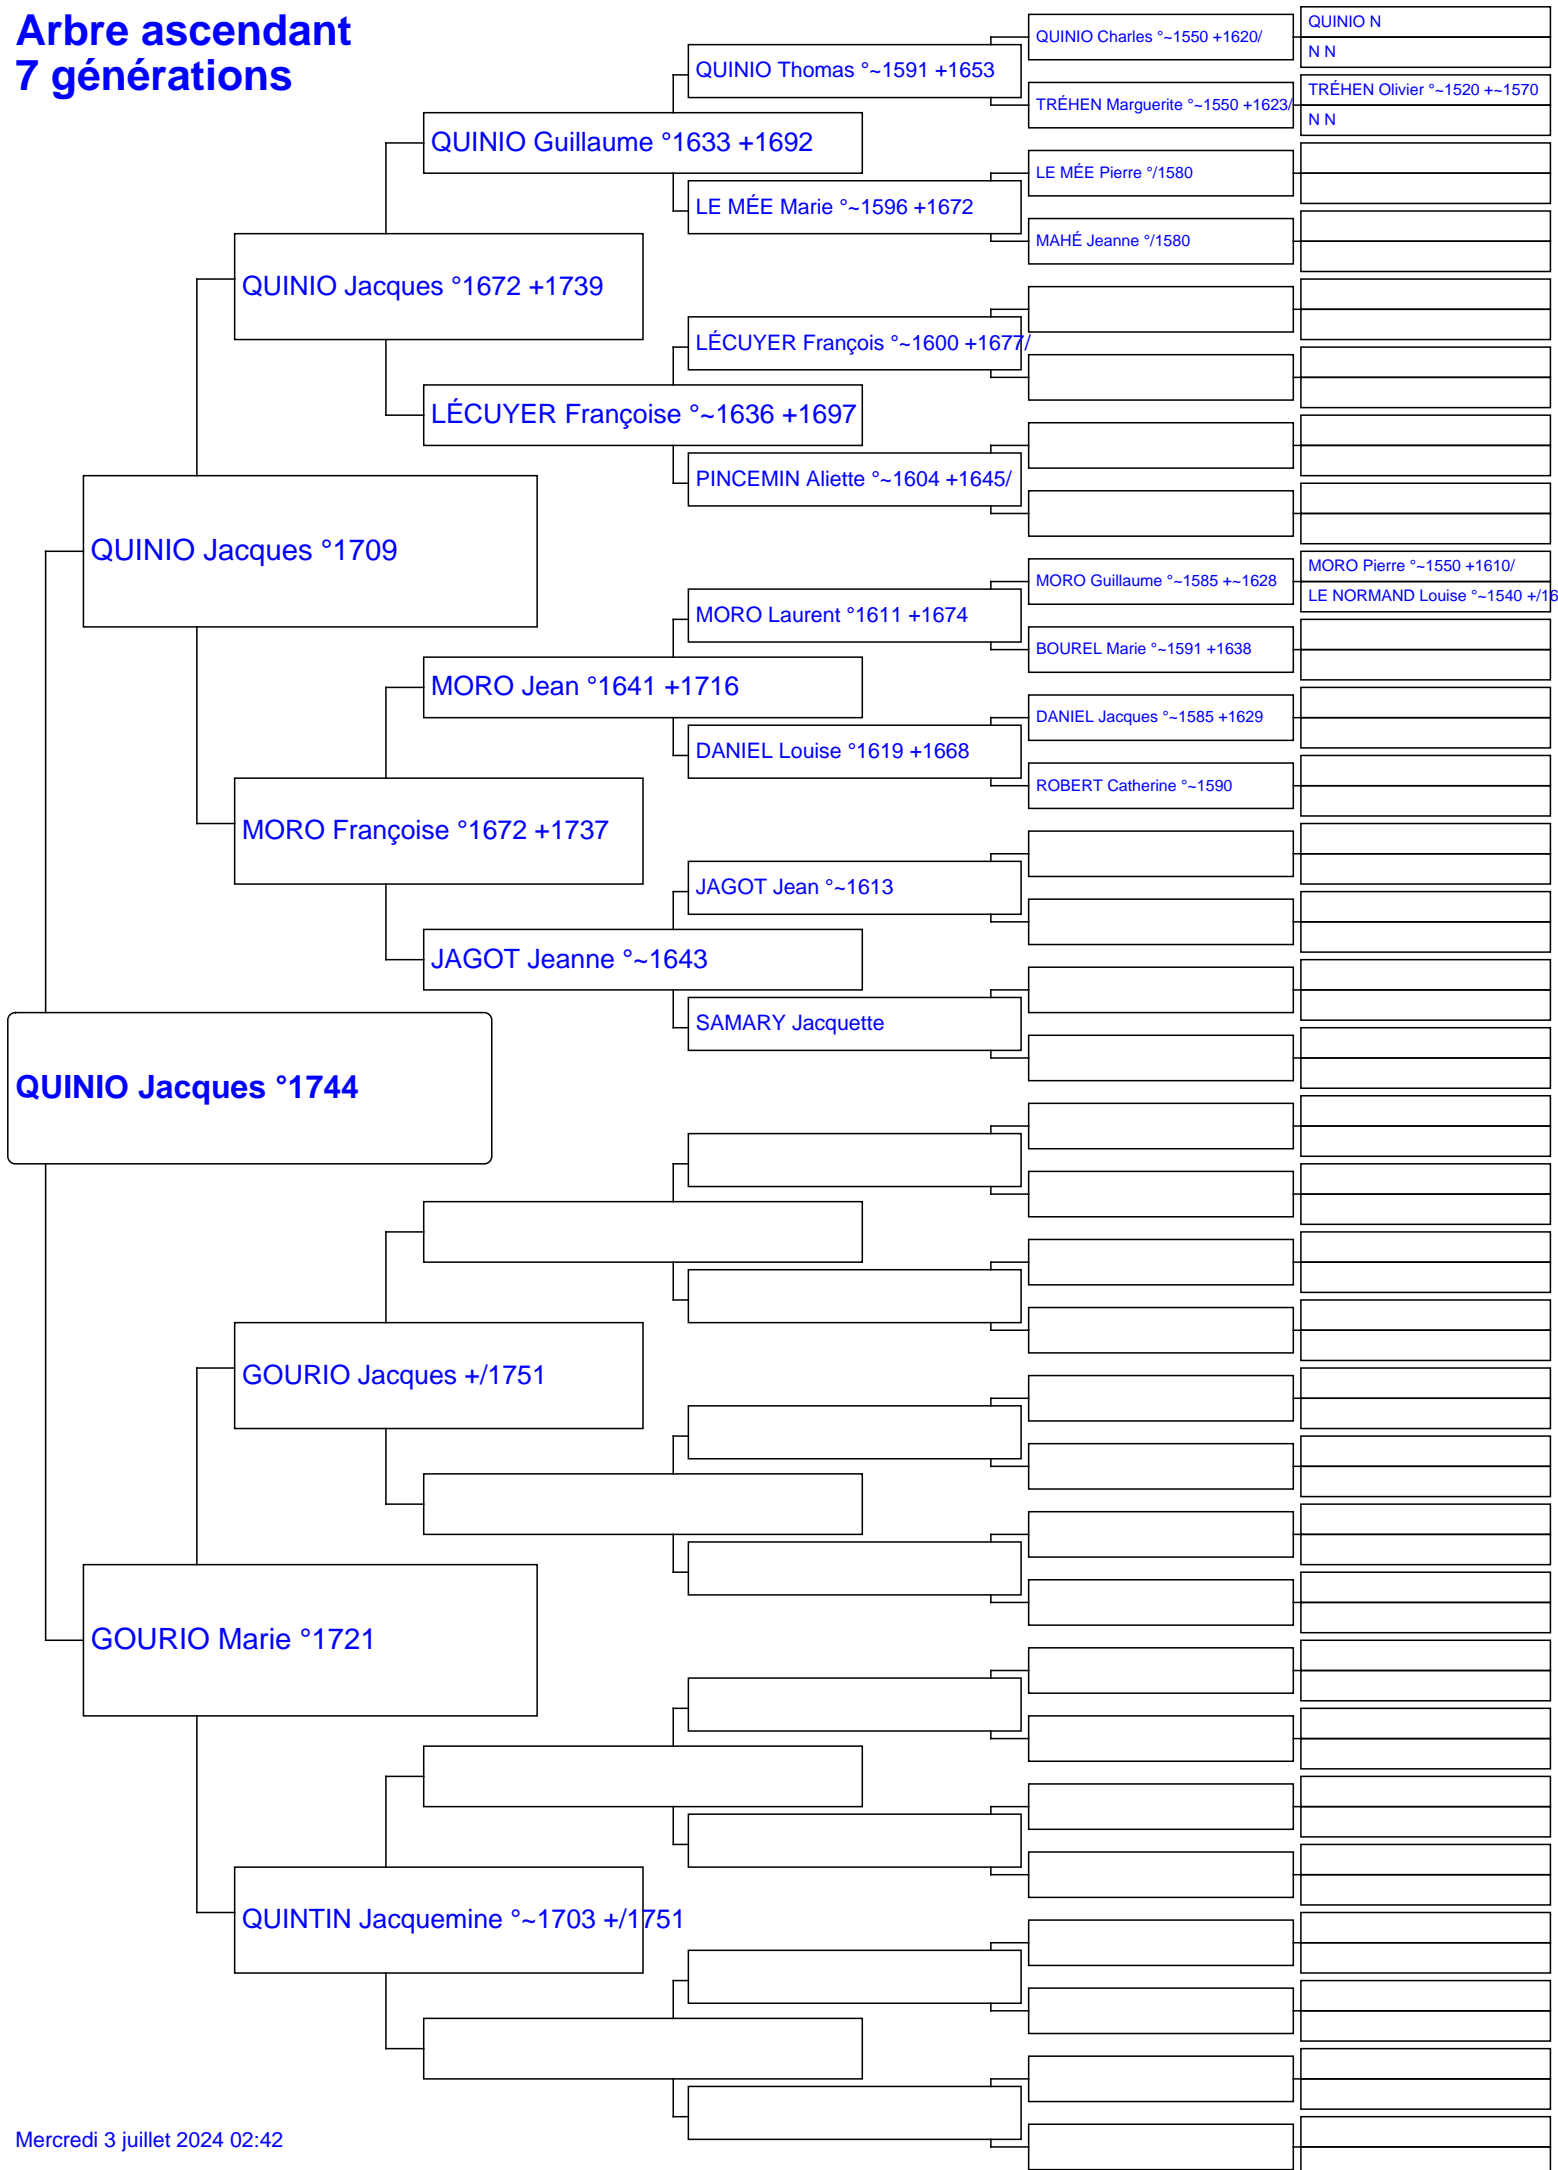 Arbre ascendant
7 générations
QUINIO N
QUINIO Charles °~1550 +1620/
N N
QUINIO Thomas °~1591 +1653
TRÉHEN Olivier °~1520 +~1570
TRÉHEN Marguerite °~1550 +1623/
N N
QUINIO Guillaume °1633 +1692
LE MÉE Pierre °/1580
LE MÉE Marie °~1596 +1672
MAHÉ Jeanne °/1580
QUINIO Jacques °1672 +1739
LÉCUYER François °~1600 +1677/
LÉCUYER Françoise °~1636 +1697
PINCEMIN Aliette °~1604 +1645/
QUINIO Jacques °1709
MORO Pierre °~1550 +1610/
MORO Guillaume °~1585 +~1628
LE NORMAND Louise °~1540 +/16
MORO Laurent °1611 +1674
BOUREL Marie °~1591 +1638
MORO Jean °1641 +1716
DANIEL Jacques °~1585 +1629
DANIEL Louise °1619 +1668
ROBERT Catherine °~1590
MORO Françoise °1672 +1737
JAGOT Jean °~1613
JAGOT Jeanne °~1643
SAMARY Jacquette
QUINIO Jacques °1744
GOURIO Jacques +/1751
GOURIO Marie °1721
QUINTIN Jacquemine °~1703 +/1751
Mercredi 3 juillet 2024 02:42